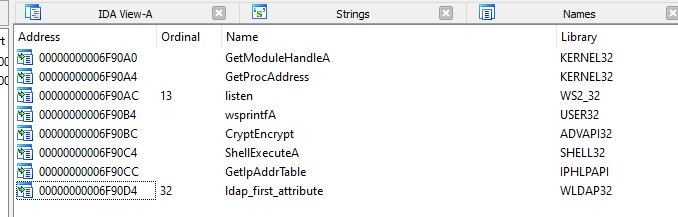 IDA View-A Strings Names
Address Ordinal Name Library
00000000006F90A0 GetModuleHandleA KERNEL32
00000000006F90A4 GetProcAddress KERNEL32
00000000006F90AC 13 listen WS2_32
00000000006F90B4 wsprintfA USER32
00000000006F90BC CryptEncrypt ADVAPI32
00000000006F90C4 ShellExecuteA SHELL32
00000000006F90CC GetIpAddrTable IPHLPAPI
00000000006F90D4 32 ldap_first_attribute WLDAP32